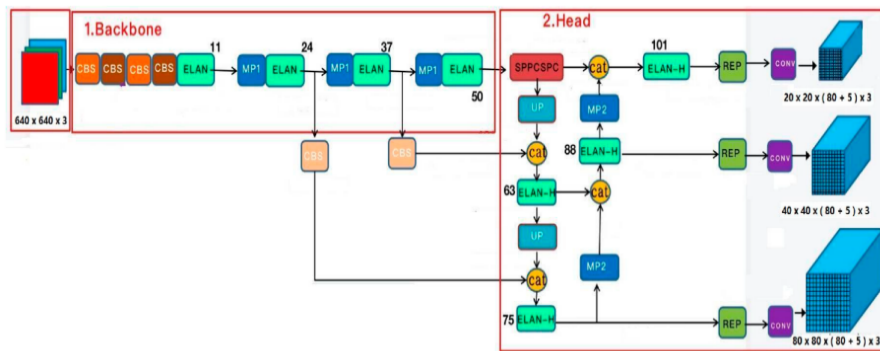 1.Backbone
2.Head
CBS CBS CBS CBS ELAN 11 MP1 ELAN 24 MP1 ELAN 37 MP1 ELAN 50
640 x 640 x 3
CBS
CBS
SPPCSPC
cat
101
ELAN-H
REP
CONV
20 x 20 x ( 80 + 5 ) x 3
UP
MP2
cat
88
ELAN-H
REP
CONV
40 x 40 x ( 80 + 5 ) x 3
63
ELAN-H
cat
UP
MP2
cat
75
ELAN-H
REP
CONV
80 x 80 x ( 80 + 5 ) x 3